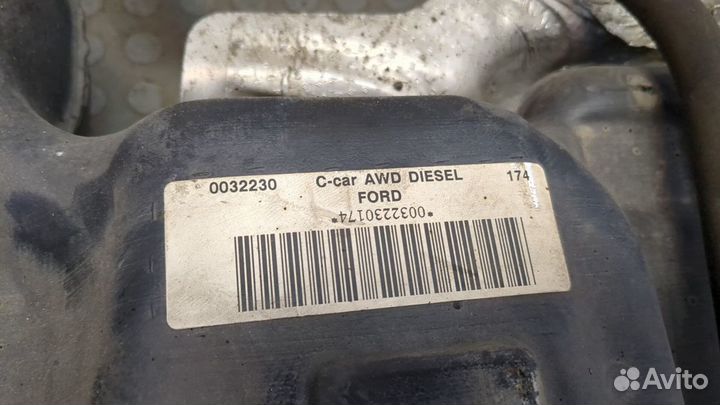 0032230 C-car AWD DIESEL 174
FORD
*0032230174*
Avito